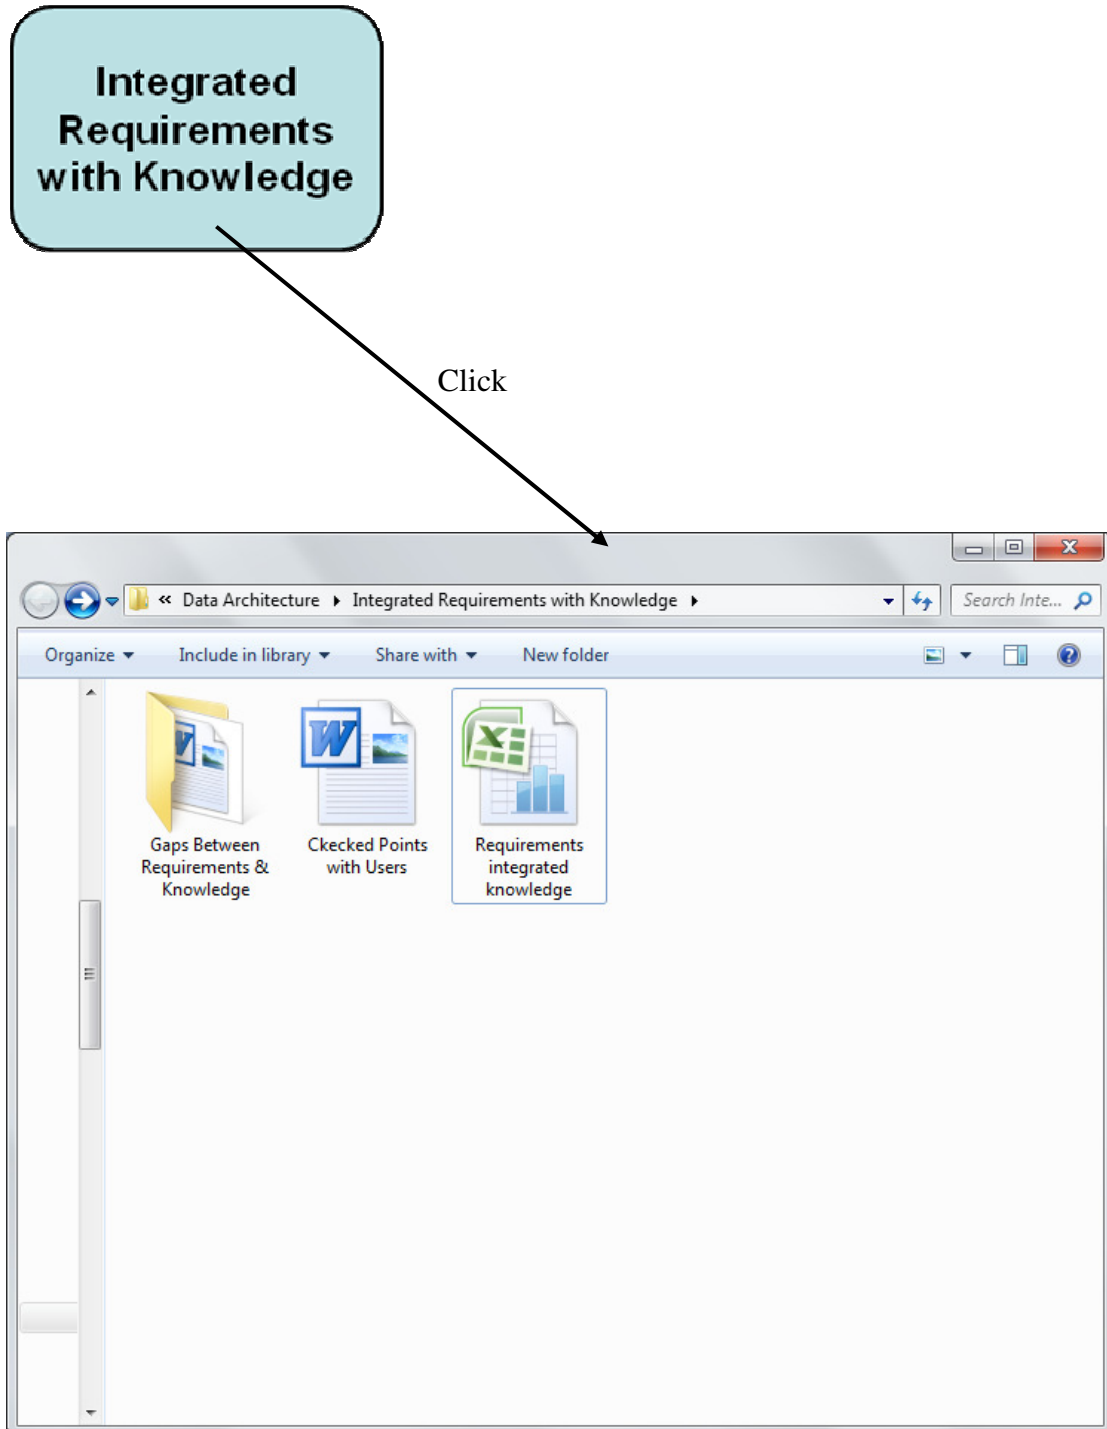 Integrated
Requirements
with Knowledge
Click
« Data Architecture Integrated Requirements with Knowledge
Search Inte...
Organize Include in library Share with New folder
Gaps Between
Requirements &
Knowledge
Ckecked Points
with Users
Requirements
integrated
knowledge